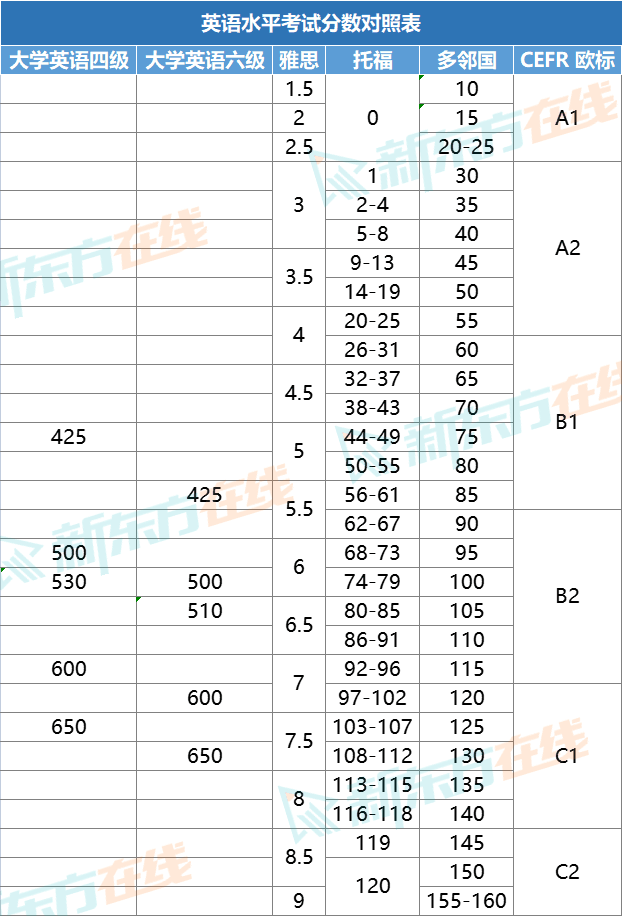 英语水平考试分数对照表
大学英语四级 大学英语六级 雅思 托福 多邻国 CEFR 欧标
1.5 0 10 A1
2 15
2.5 20-25
3 1 30 A2
2-4 35
5-8 40
3.5 9-13 45
14-19 50
4 20-25 55
26-31 60 B1
4.5 32-37 65
38-43 70
425 5 44-49 75
50-55 80
425 5.5 56-61 85
62-67 90 B2
500 6 68-73 95
530 500 74-79 100
510 6.5 80-85 105
86-91 110
600 7 92-96 115
600 97-102 120 C1
650 7.5 103-107 125
650 108-112 130
8 113-115 135
116-118 140
8.5 119 145 C2
120 150
9 155-160
新东方在线
新东方在线
新东方在线
新东方在线
新东方在线
新东方在线